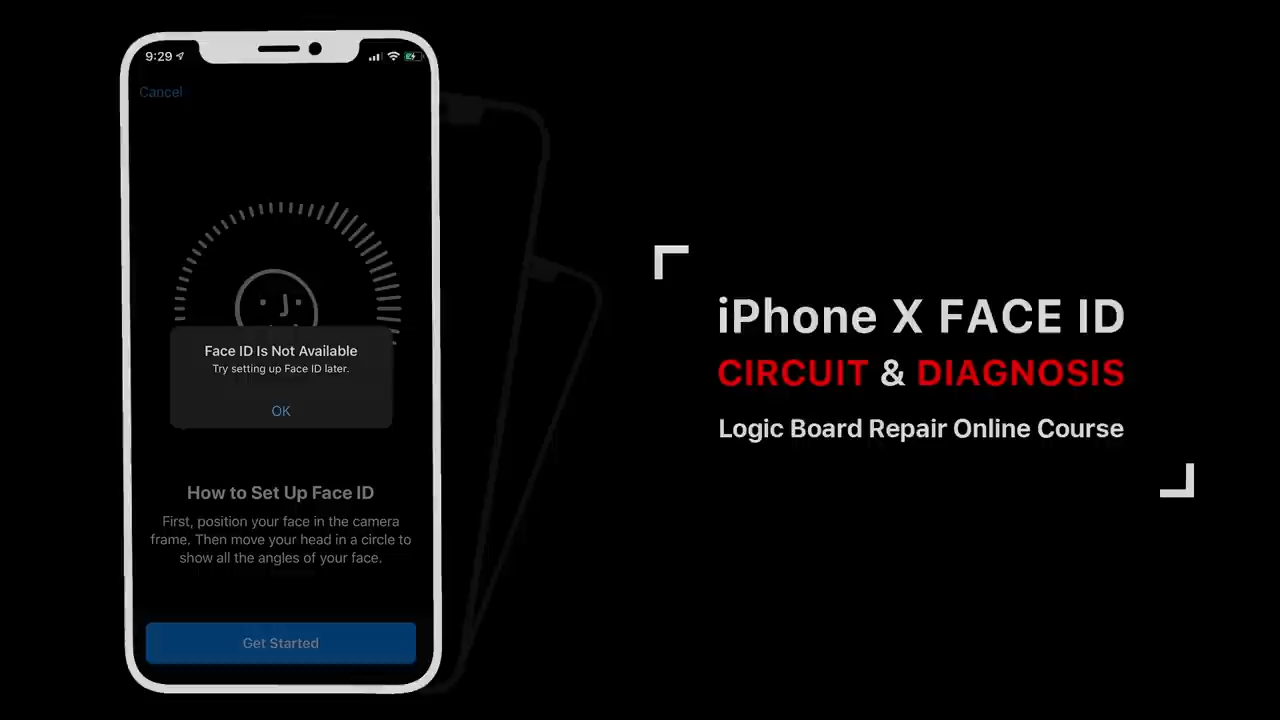 9:29
Cancel
Face ID Is Not Available
Try setting up Face ID later.
OK
How to Set Up Face ID
First, position your face in the camera
frame. Then move your head in a circle to
show all the angles of your face.
Get Started
iPhone X FACE ID
CIRCUIT & DIAGNOSIS
Logic Board Repair Online Course